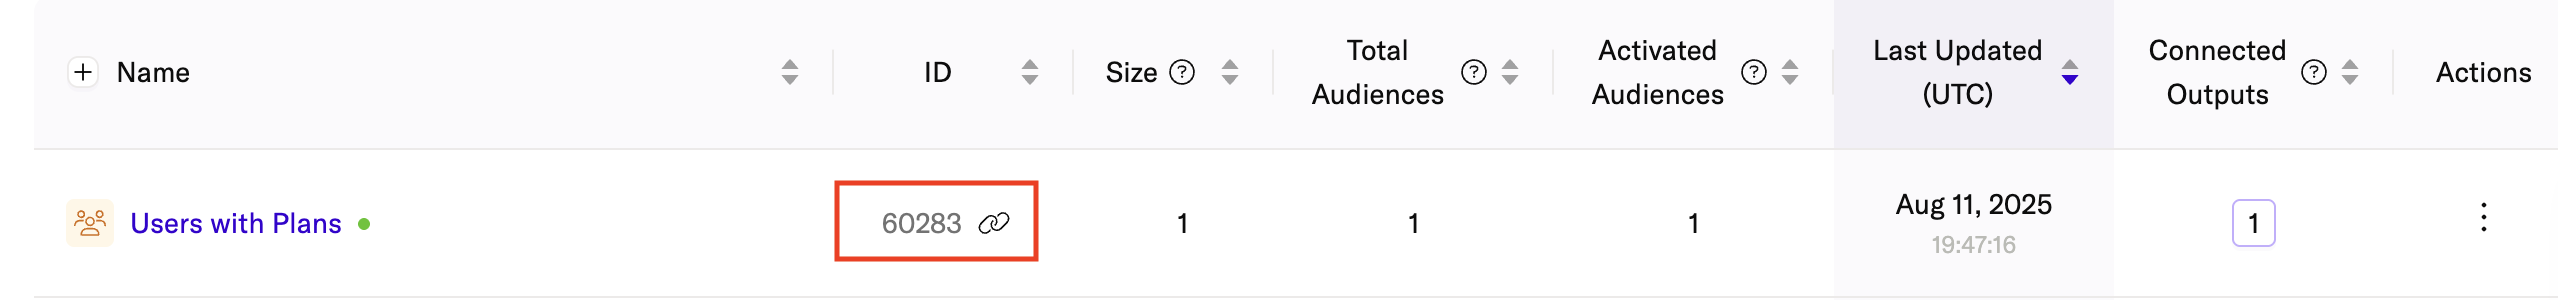 Name
ID
Size
Total
Audiences
Activated
Audiences
Last Updated
(UTC)
Connected
Outputs
Actions
Users with Plans
60283
1
1
1
Aug 11, 2025
19:47:16
1